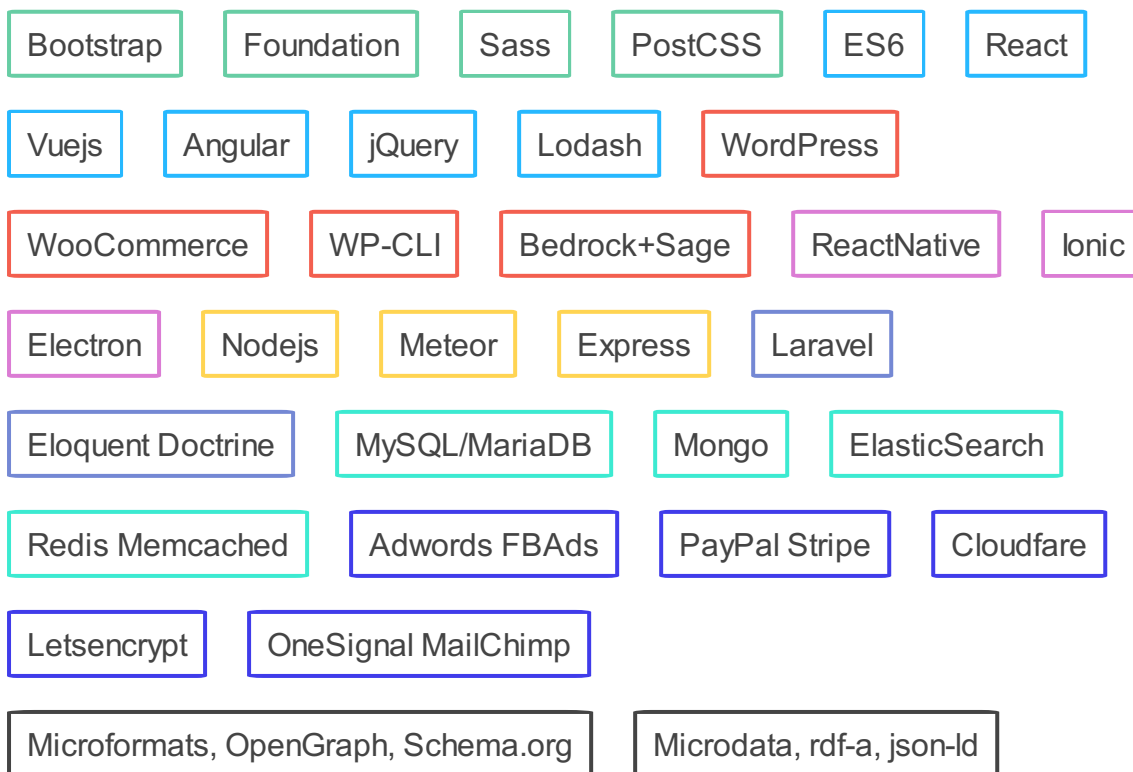 Bootstrap Foundation Sass PostCSS ES6 React
Vuejs Angular jQuery Lodash WordPress
WooCommerce WP-CLI Bedrock+Sage ReactNative Ionic
Electron Nodejs Meteor Express Laravel
Eloquent Doctrine MySQL/MariaDB Mongo ElasticSearch
Redis Memcached Adwords FBAds PayPal Stripe Cloudfare
Letsencrypt OneSignal MailChimp
Microformats, OpenGraph, Schema.org Microdata, rdf-a, json-ld